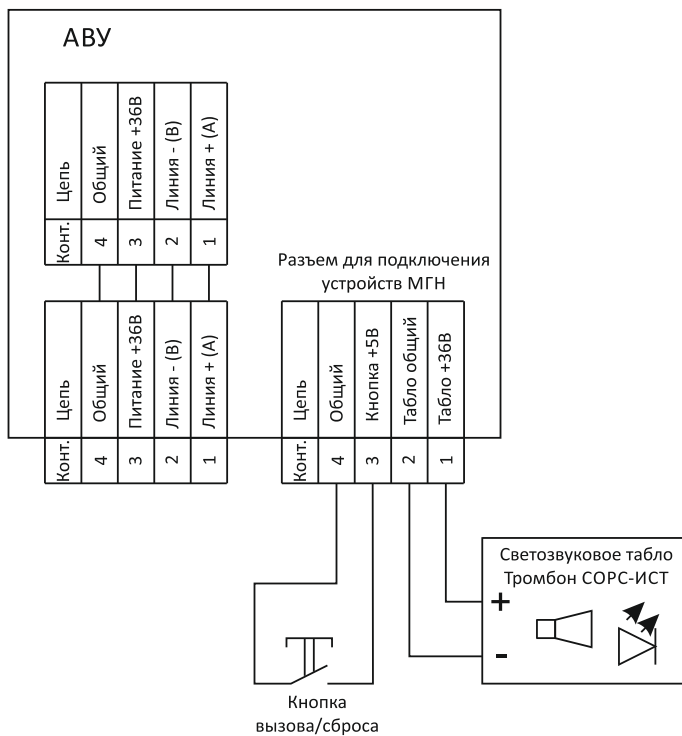 АВУ
Конт. Цепь
4 Общий
3 Питание +36В
2 Линия - (В)
1 Линия + (А)
Конт. Цепь
4 Общий
3 Питание +36В
2 Линия - (В)
1 Линия + (А)
Разъем для подключения
устройств МГН
Конт. Цепь
4 Общий
3 Кнопка +5В
2 Табло общий
1 Табло +36В
Светозвуковое табло
Тромбон СОРС-ИСТ
+
-
Кнопка
вызова/сброса